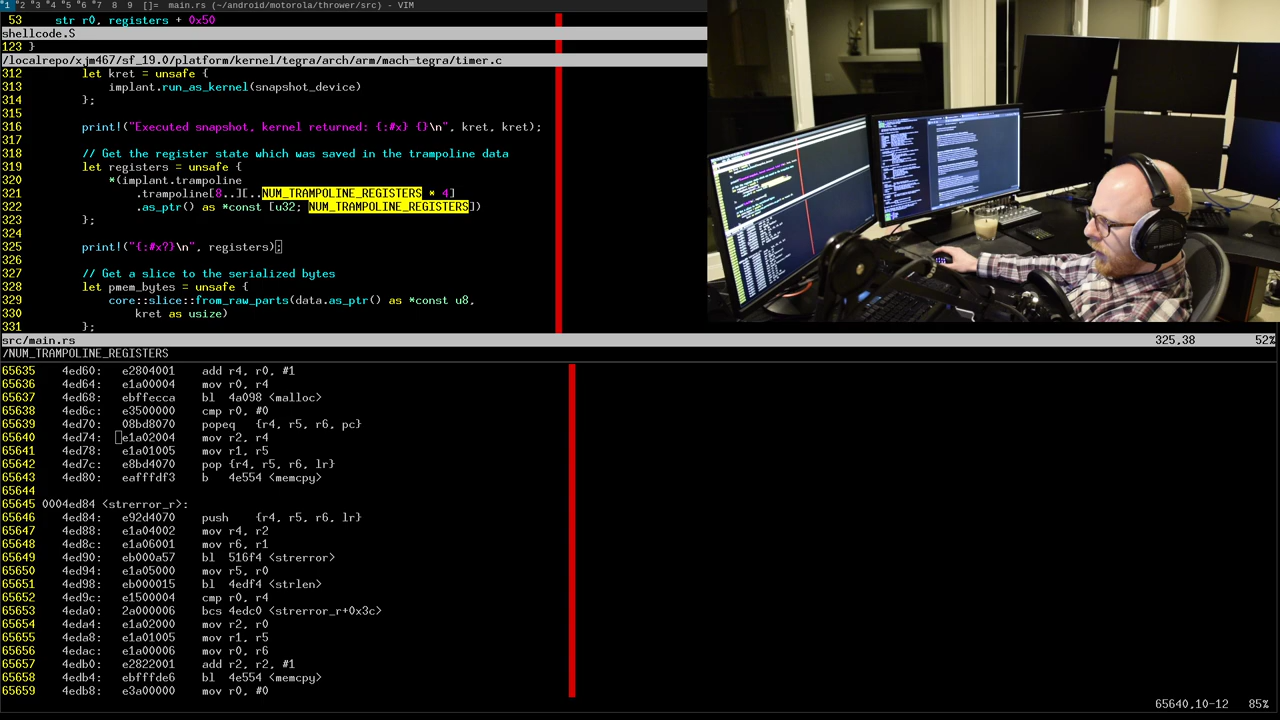 *1 *2 *3 *4 *5 *6 *7 8 9 []= main.rs (~/android/motorola/thrower/src) - VIM
53 str r0, registers + 0x50
shellcode.S
123 }
/localrepo/xjm467/sf_19.0/platform/kernel/tegra/arch/arm/mach-tegra/timer.c
312 let kret = unsafe {
313 implant.run_as_kernel(snapshot_device)
314 };
315
316 print!("Executed snapshot, kernel returned: {:#x} {}\n", kret, kret);
317
318 // Get the register state which was saved in the trampoline data
319 let registers = unsafe {
320 *(implant.trampoline
321 .trampoline[8..][..NUM_TRAMPOLINE_REGISTERS * 4]
322 .as_ptr() as *const [u32; NUM_TRAMPOLINE_REGISTERS])
323 };
324
325 print!("{:#x?}\n", registers);
326
327 // Get a slice to the serialized bytes
328 let pmem_bytes = unsafe {
329 core::slice::from_raw_parts(data.as_ptr() as *const u8,
330 kret as usize)
331 };
src/main.rs 325,38 52%
/NUM_TRAMPOLINE_REGISTERS
65635 4ed60: e2804001 add r4, r0, #1
65636 4ed64: e1a00004 mov r0, r4
65637 4ed68: ebffecca bl 4a098 <malloc>
65638 4ed6c: e3500000 cmp r0, #0
65639 4ed70: 08bd8070 popeq {r4, r5, r6, pc}
65640 4ed74: e1a02004 mov r2, r4
65641 4ed78: e1a01005 mov r1, r5
65642 4ed7c: e8bd4070 pop {r4, r5, r6, lr}
65643 4ed80: eafffdf3 b 4e554 <memcpy>
65644
65645 0004ed84 <strerror_r>:
65646 4ed84: e92d4070 push {r4, r5, r6, lr}
65647 4ed88: e1a04002 mov r4, r2
65648 4ed8c: e1a06001 mov r6, r1
65649 4ed90: eb000a57 bl 516f4 <strerror>
65650 4ed94: e1a05000 mov r5, r0
65651 4ed98: eb000015 bl 4edf4 <strlen>
65652 4ed9c: e1500004 cmp r0, r4
65653 4eda0: 2a000006 bcs 4edc0 <strerror_r+0x3c>
65654 4eda4: e1a02000 mov r2, r0
65655 4eda8: e1a01005 mov r1, r5
65656 4edac: e1a00006 mov r0, r6
65657 4edb0: e2822001 add r2, r2, #1
65658 4edb4: ebfffde6 bl 4e554 <memcpy>
65659 4edb8: e3a00000 mov r0, #0
65640,10-12 85%